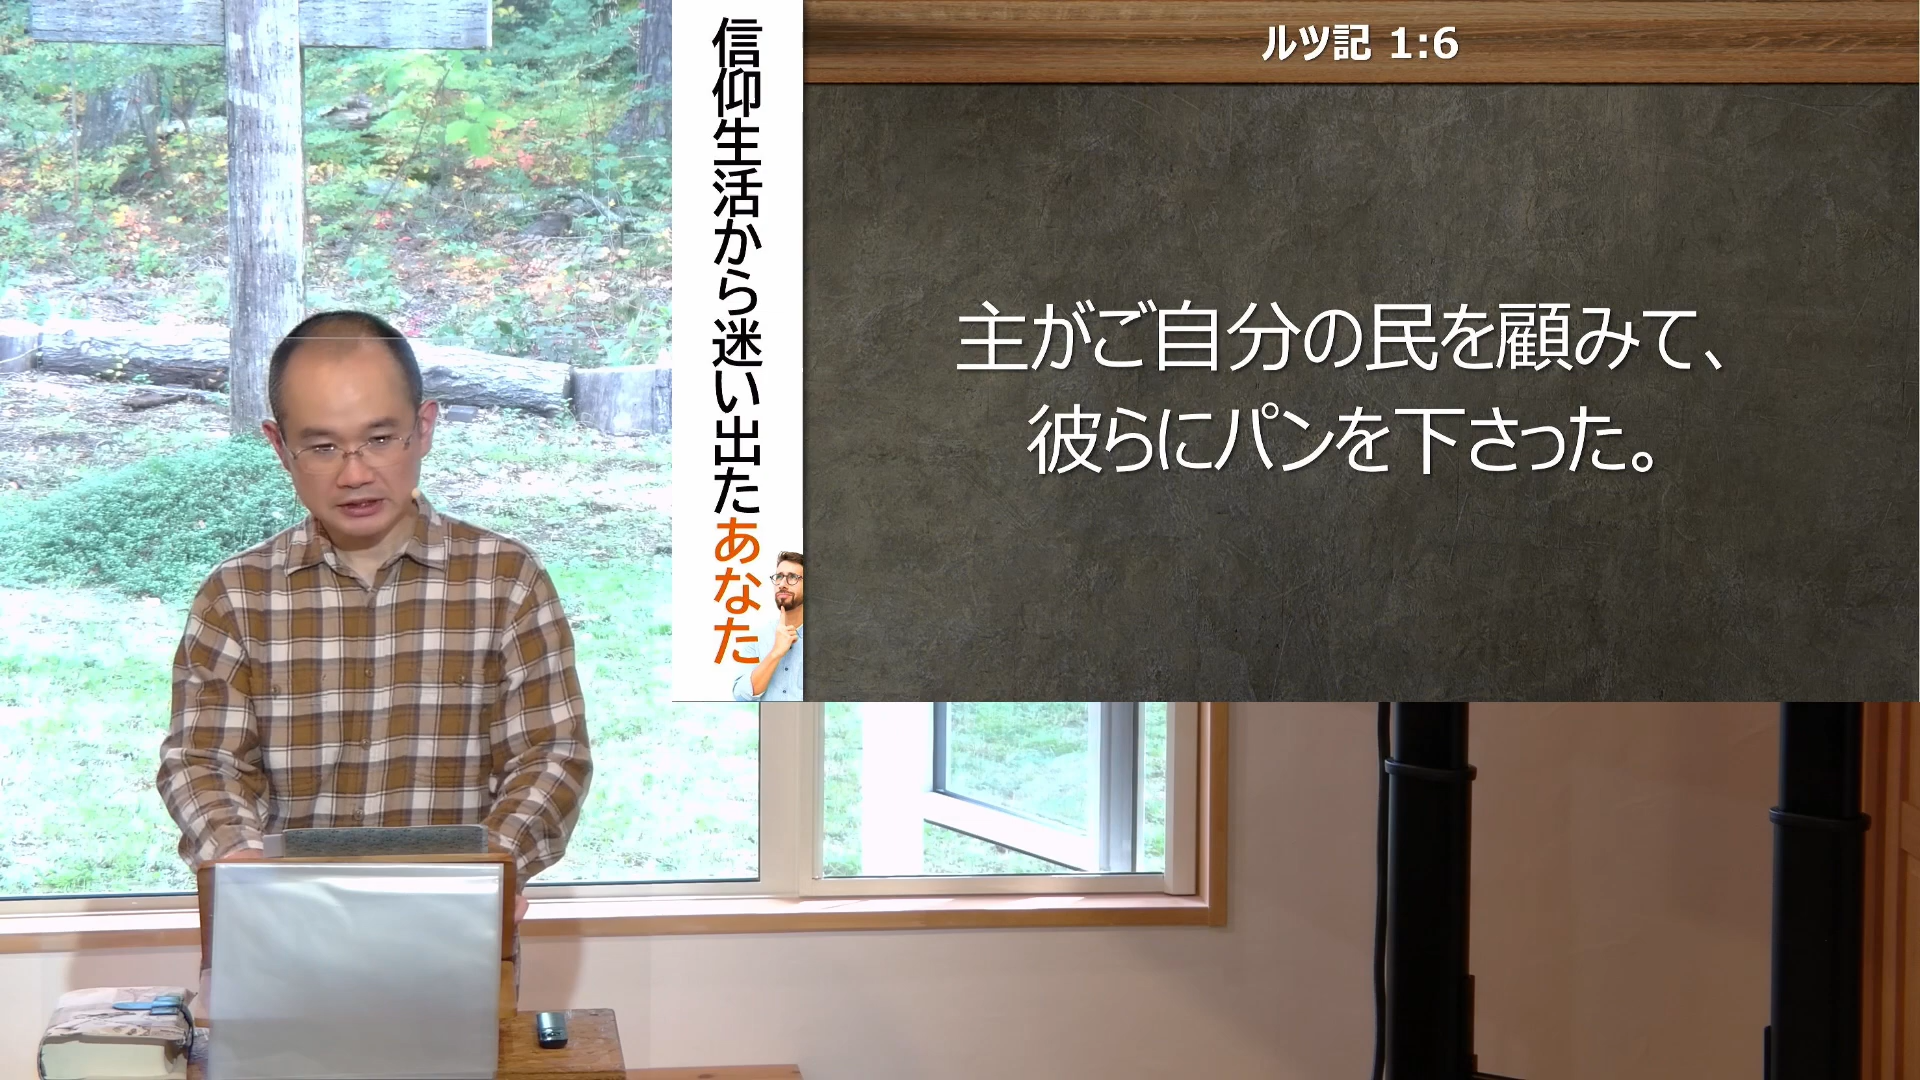 信仰生活から迷い出たあなた
ルツ記 1:6
主がご自分の民を顧みて、
彼らにパンを下さった。